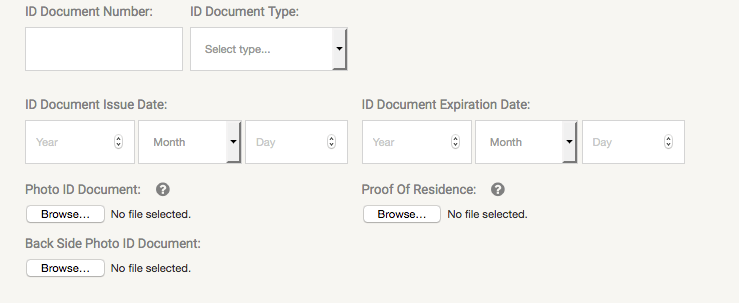 ID Document Number: ID Document Type:
Select type...
ID Document Issue Date: ID Document Expiration Date:
Year Month Day Year Month Day
Photo ID Document: ? Proof Of Residence: ?
Browse... No file selected. Browse... No file selected.
Back Side Photo ID Document:
Browse... No file selected.